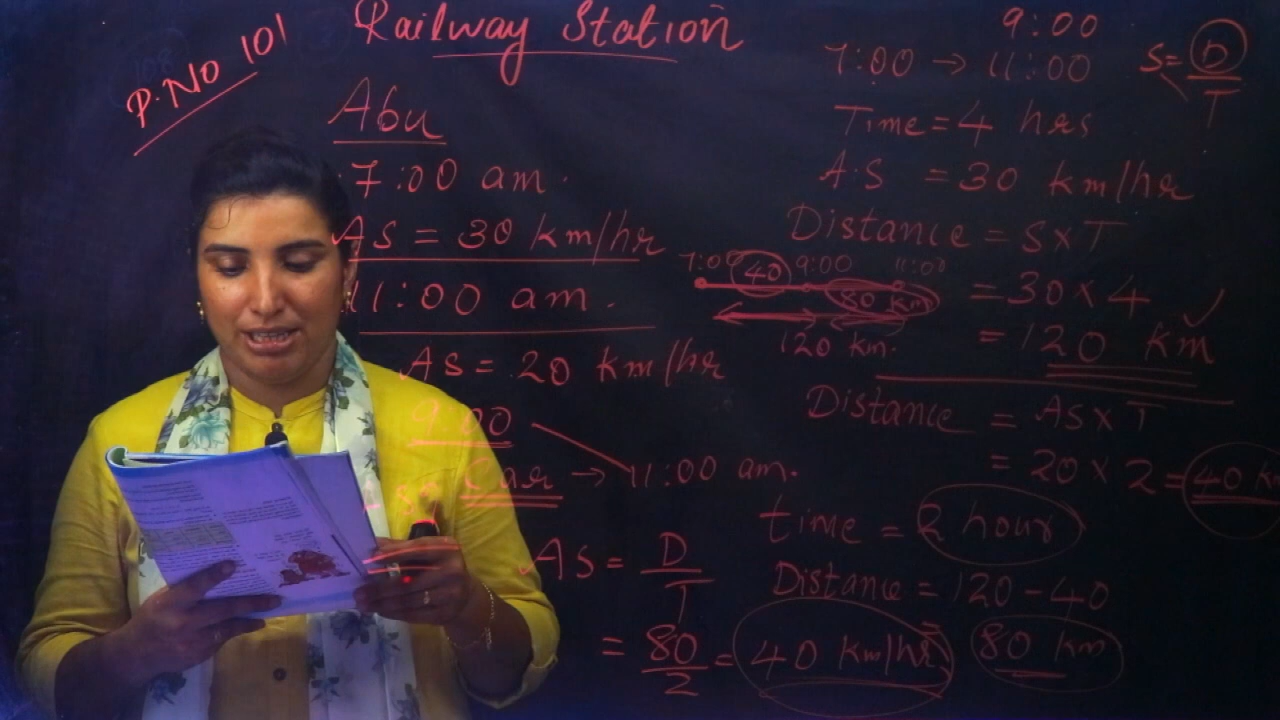 P.No 101
Railway Station
Abu
7:00 am.
AS = 30 km/hr
11:00 am.
AS = 20 km/hr
9:00
Car → 11:00 am.
AS = D/T
= 80/2 = 40 km/hr
9:00
7:00 → 11:00
S = D/T
Time = 4 hrs
A.S = 30 km/hr
Distance = S x T
= 30 x 4 ✓
= 120 km
7:00 40 9:00 11:00
80 km
120 km.
Distance = AS x T
= 20 x 2 = 40 K
time = 2 hour
Distance = 120 - 40
= 80 km